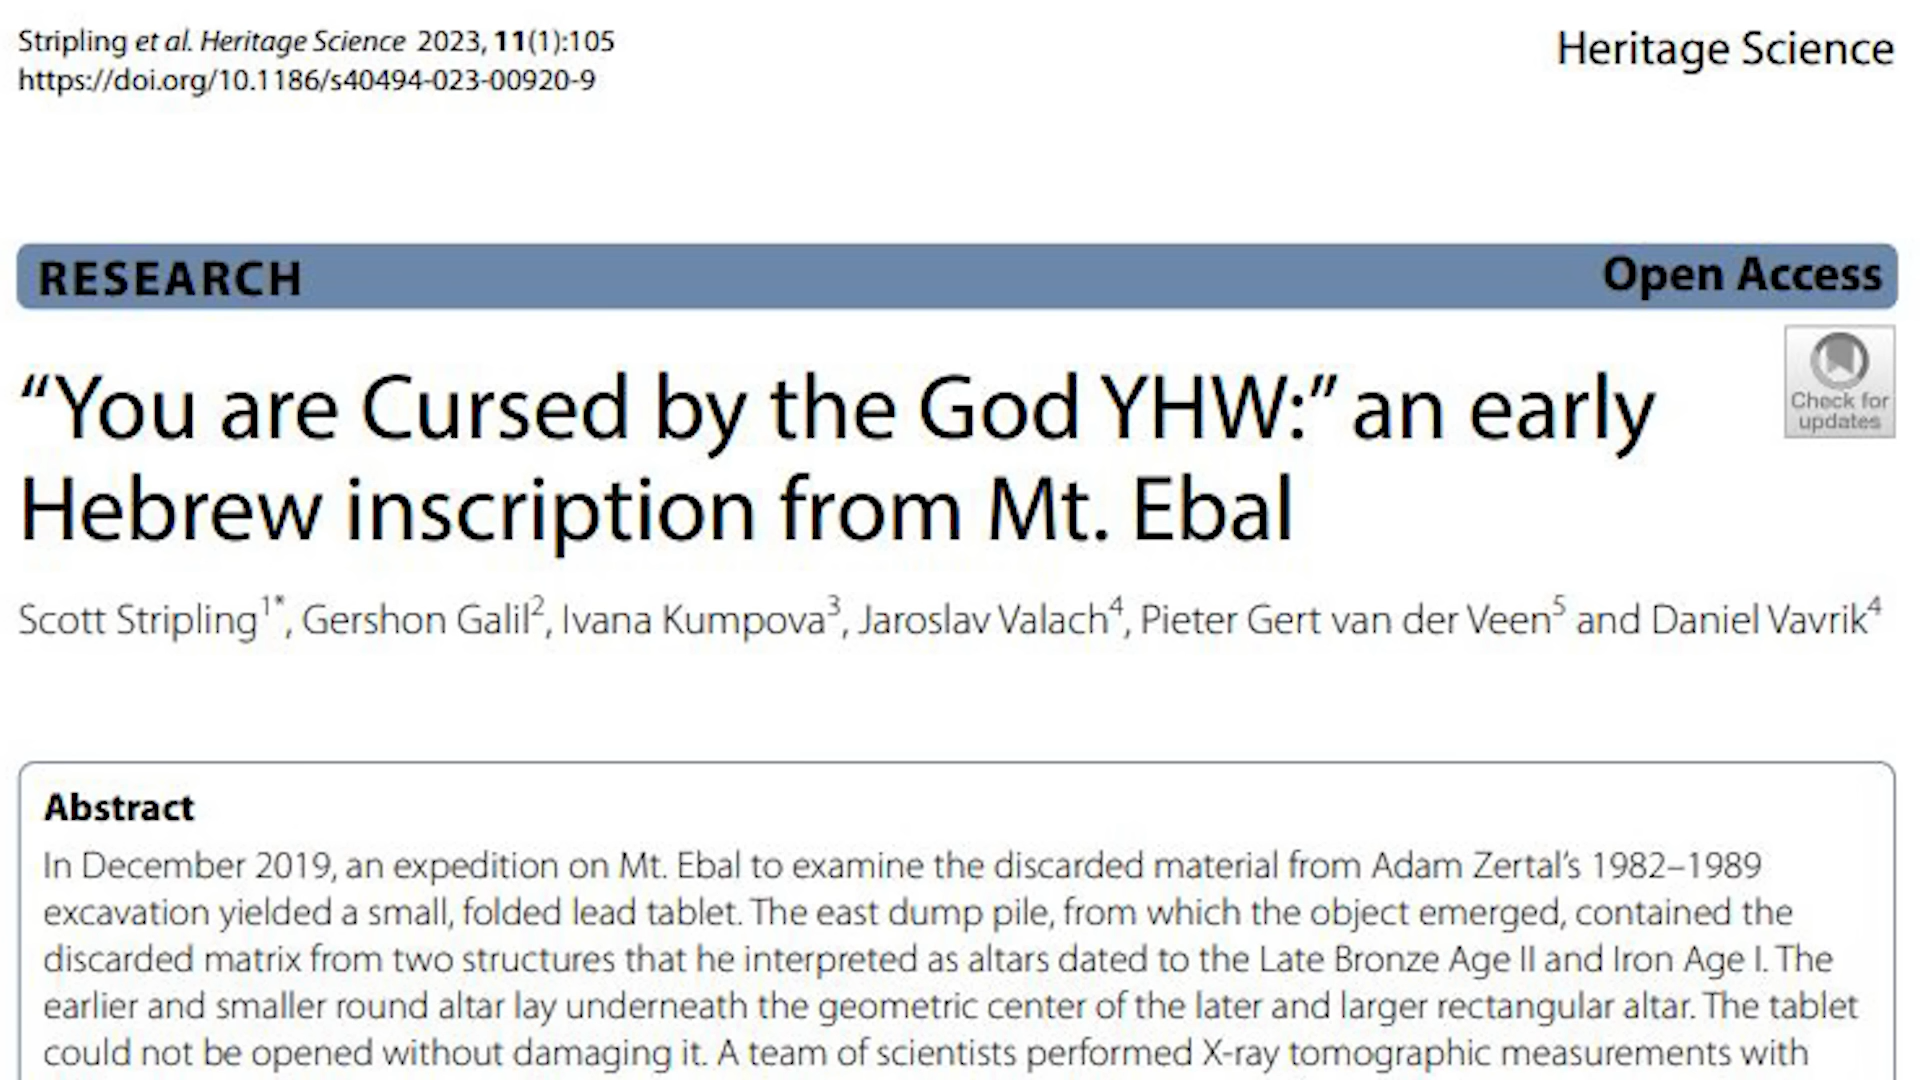 Stripling et al. Heritage Science 2023, 11(1):105
https://doi.org/10.1186/s40494-023-00920-9
Heritage Science
RESEARCH
Open Access
Check for
updates
“You are Cursed by the God YHW:” an early
Hebrew inscription from Mt. Ebal
Scott Stripling1*, Gershon Galil2, Ivana Kumpova3, Jaroslav Valach4, Pieter Gert van der Veen5 and Daniel Vavrik4
Abstract
In December 2019, an expedition on Mt. Ebal to examine the discarded material from Adam Zertal’s 1982–1989
excavation yielded a small, folded lead tablet. The east dump pile, from which the object emerged, contained the
discarded matrix from two structures that he interpreted as altars dated to the Late Bronze Age II and Iron Age I. The
earlier and smaller round altar lay underneath the geometric center of the later and larger rectangular altar. The tablet
could not be opened without damaging it. A team of scientists performed X-ray tomographic measurements with